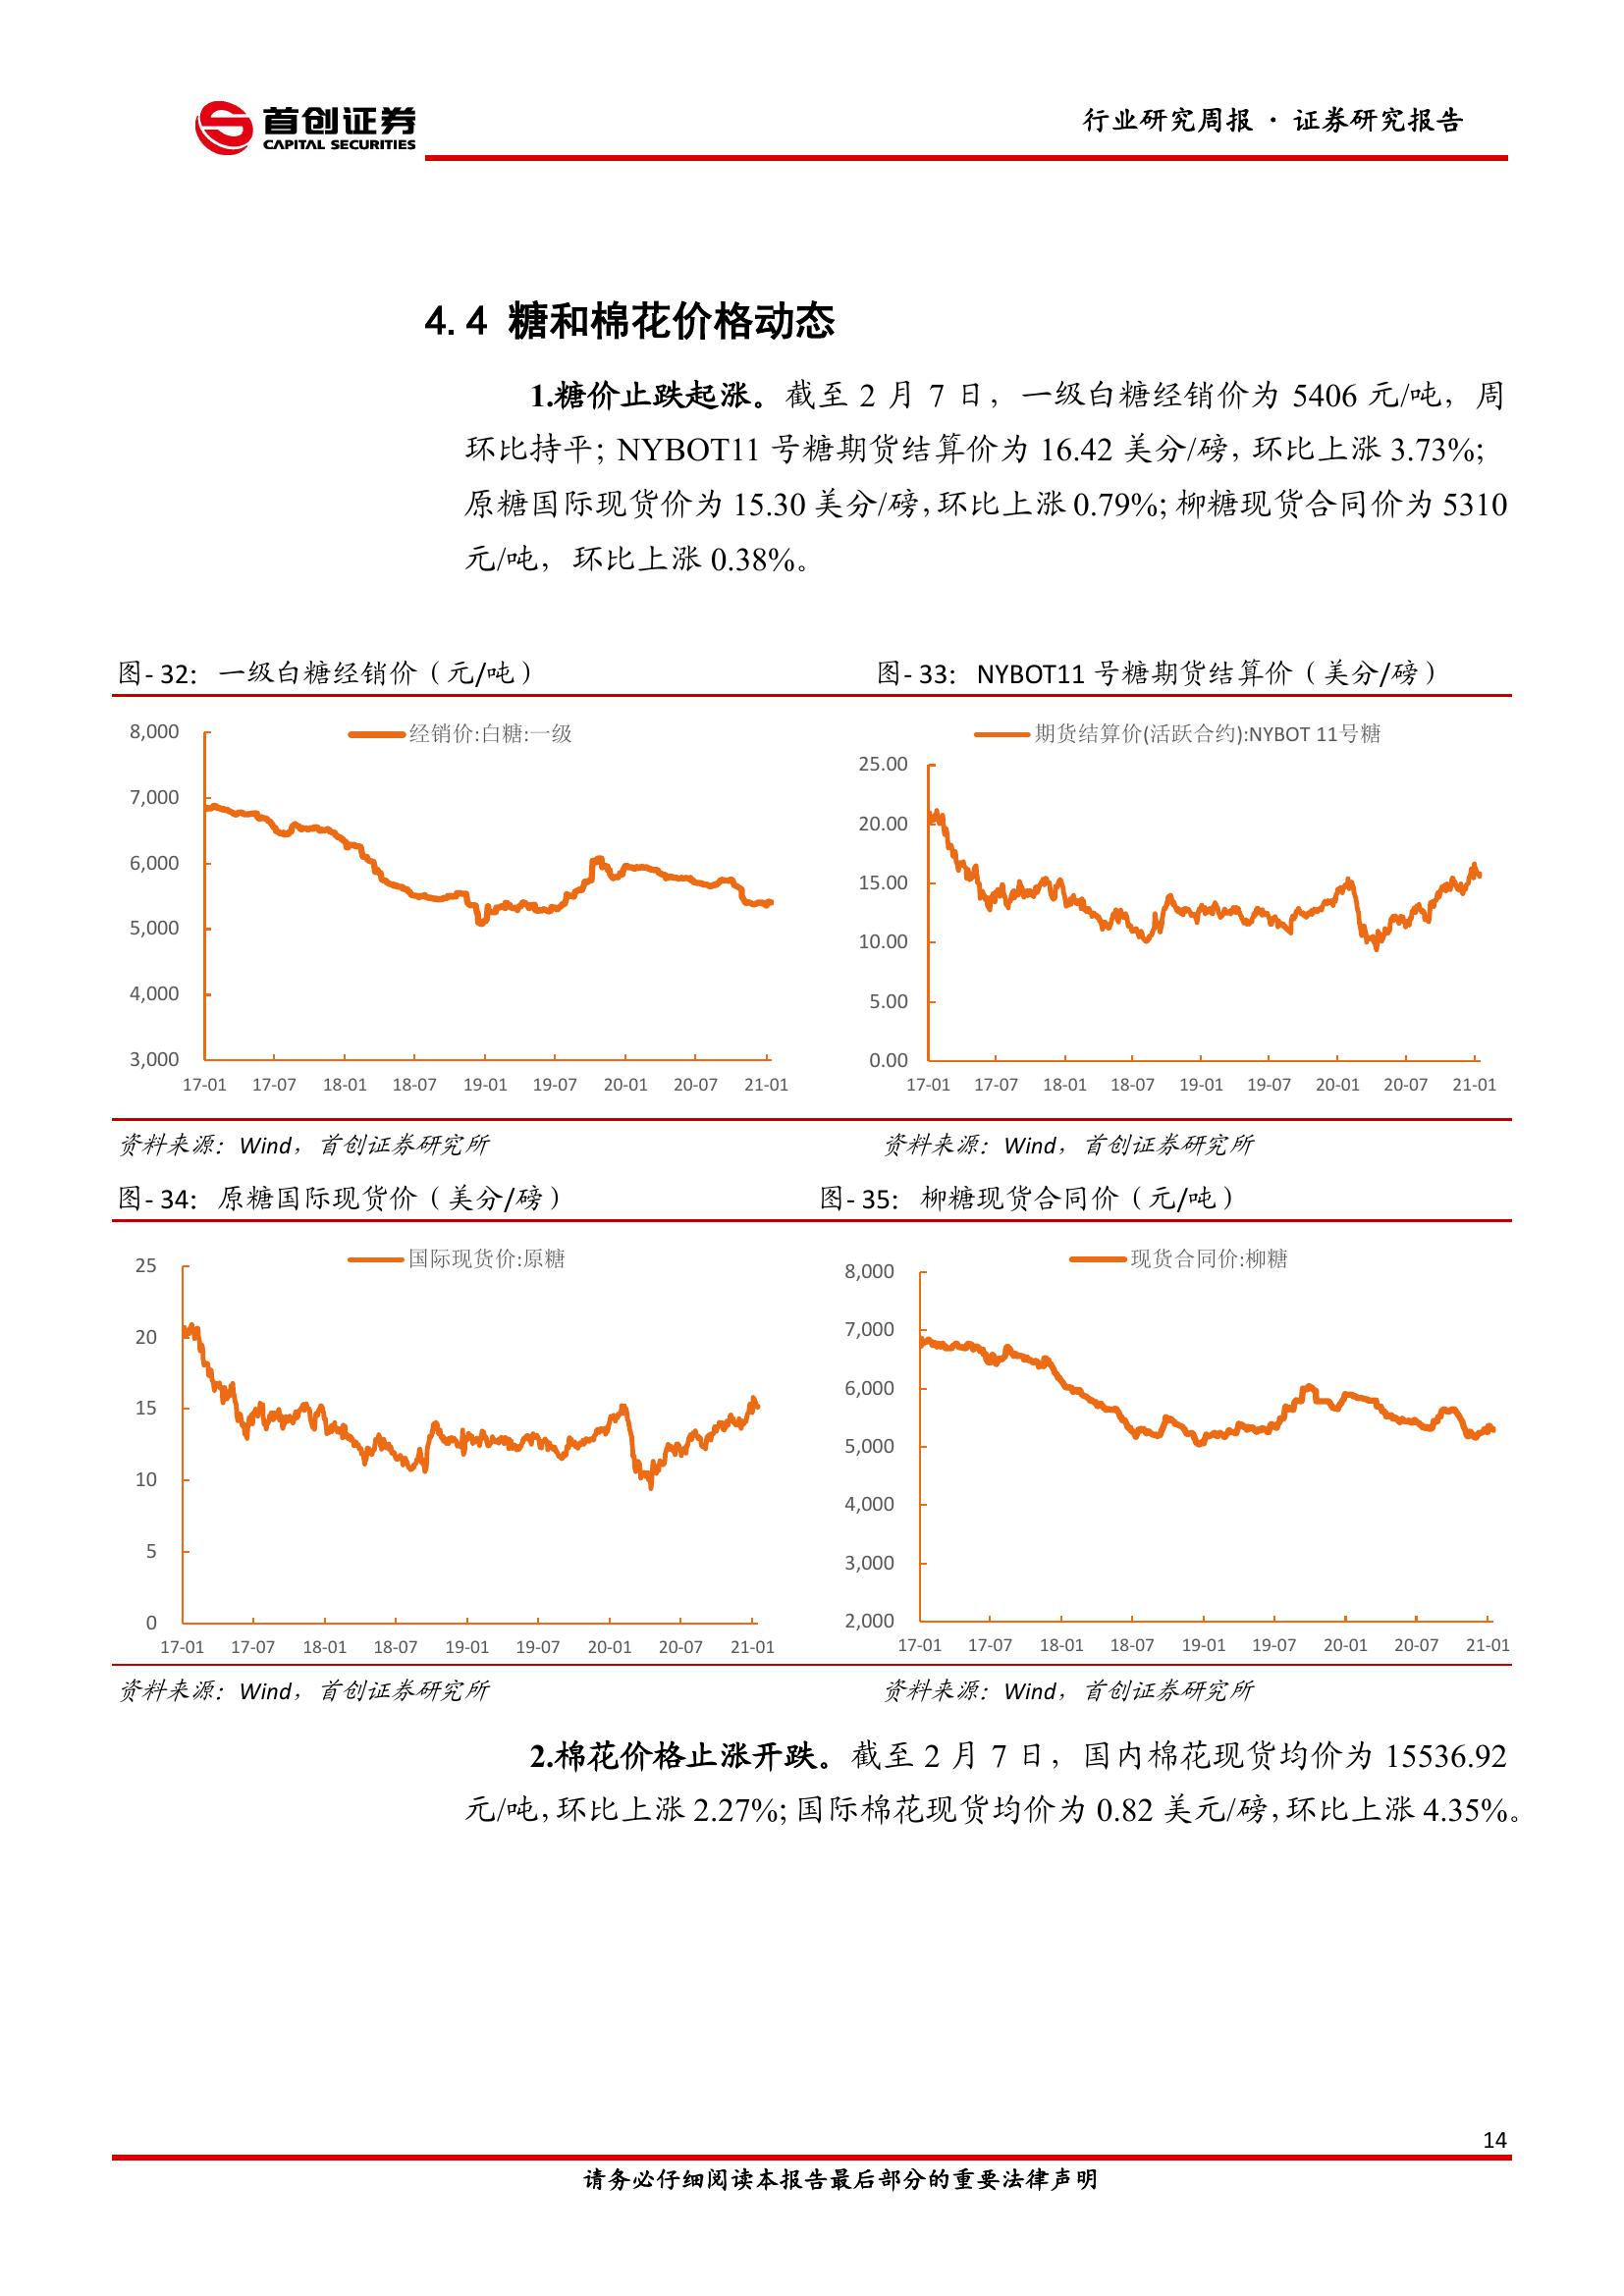 首创证券
CAPITAL SECURITIES
行业研究周报 · 证券研究报告
4.4 糖和棉花价格动态
1.糖价止跌起涨。截至 2 月 7 日，一级白糖经销价为 5406 元/吨，周
环比持平；NYBOT11 号糖期货结算价为 16.42 美分/磅，环比上涨 3.73%；
原糖国际现货价为 15.30 美分/磅，环比上涨 0.79%；柳糖现货合同价为 5310
元/吨，环比上涨 0.38%。
图- 32： 一级白糖经销价（元/吨）
图- 33： NYBOT11 号糖期货结算价（美分/磅）
经销价:白糖:一级
8,000
7,000
6,000
5,000
4,000
3,000
17-01 17-07 18-01 18-07 19-01 19-07 20-01 20-07 21-01
期货结算价(活跃合约):NYBOT 11号糖
25.00
20.00
15.00
10.00
5.00
0.00
17-01 17-07 18-01 18-07 19-01 19-07 20-01 20-07 21-01
资料来源：Wind，首创证券研究所
资料来源：Wind，首创证券研究所
图- 34： 原糖国际现货价（美分/磅）
图- 35： 柳糖现货合同价（元/吨）
国际现货价:原糖
25
20
15
10
5
0
17-01 17-07 18-01 18-07 19-01 19-07 20-01 20-07 21-01
现货合同价:柳糖
8,000
7,000
6,000
5,000
4,000
3,000
2,000
17-01 17-07 18-01 18-07 19-01 19-07 20-01 20-07 21-01
资料来源：Wind，首创证券研究所
资料来源：Wind，首创证券研究所
2.棉花价格止涨开跌。截至 2 月 7 日，国内棉花现货均价为 15536.92
元/吨，环比上涨 2.27%；国际棉花现货均价为 0.82 美元/磅，环比上涨 4.35%。
14
请务必仔细阅读本报告最后部分的重要法律声明